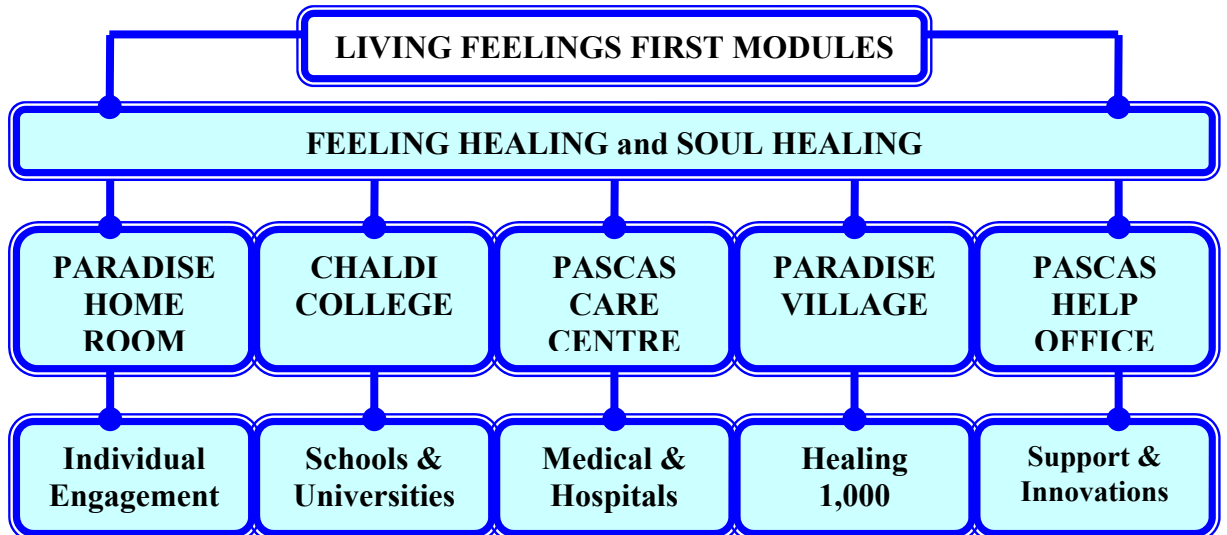 LIVING FEELINGS FIRST MODULES
FEELING HEALING and SOUL HEALING
PARADISE
HOME
ROOM
CHALDI
COLLEGE
PASCAS
CARE
CENTRE
PARADISE
VILLAGE
PASCAS
HELP
OFFICE
Individual
Engagement
Schools &
Universities
Medical &
Hospitals
Healing
1,000
Support &
Innovations